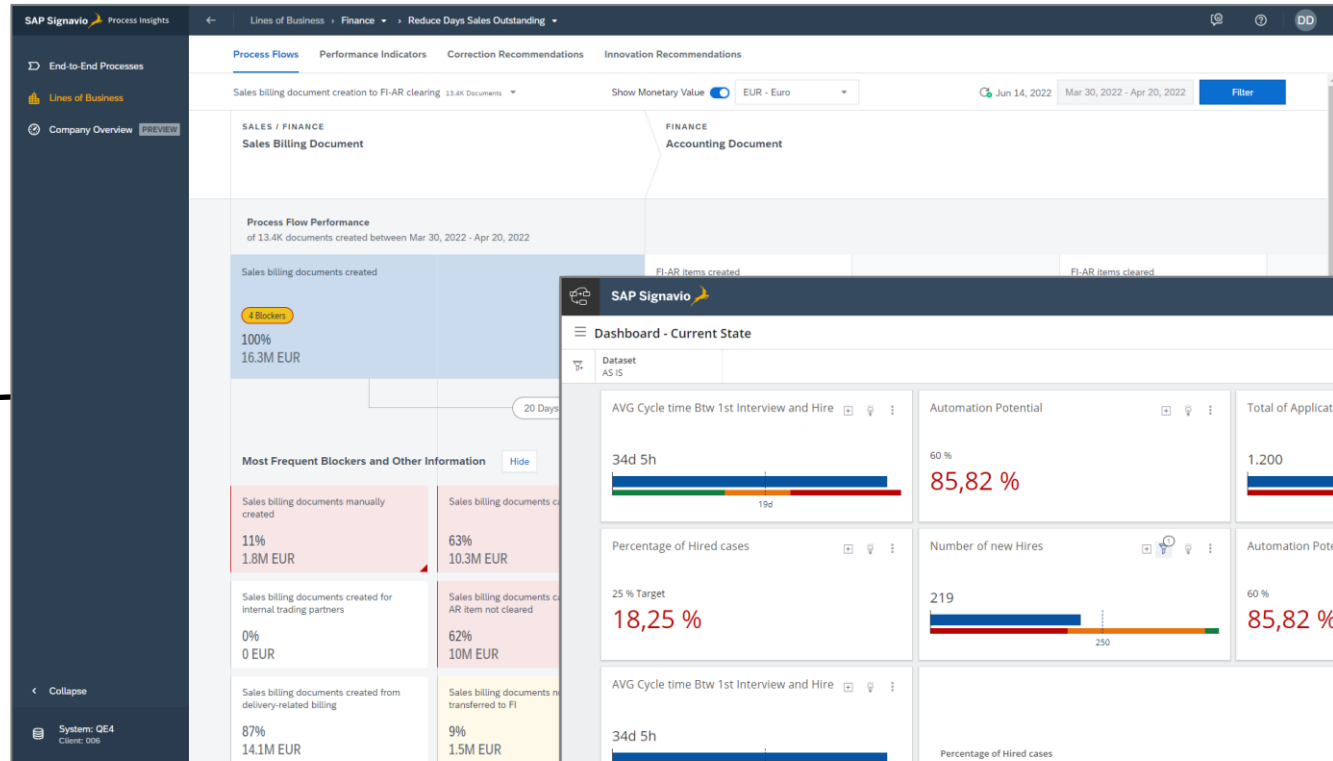 SAP Signavio Process Insights
Lines of Business › Finance › Reduce Days Sales Outstanding
DD
End-to-End Processes
Lines of Business
Company Overview PREVIEW
Collapse
System: QE4
Client: 006
Process Flows Performance Indicators Correction Recommendations Innovation Recommendations
Sales billing document creation to FI-AR clearing 13.4K Documents
Show Monetary Value EUR - Euro
Jun 14, 2022 Mar 30, 2022 - Apr 20, 2022 Filter
SALES / FINANCE
Sales Billing Document
FINANCE
Accounting Document
Process Flow Performance
of 13.4K documents created between Mar 30, 2022 - Apr 20, 2022
Sales billing documents created
4 Blockers
100%
16.3M EUR
FI-AR items created
FI-AR items cleared
20 Days
Most Frequent Blockers and Other Information Hide
Sales billing documents manually
created
11%
1.8M EUR
Sales billing documents
63%
10.3M EUR
Sales billing documents created for
internal trading partners
0%
0 EUR
Sales billing documents
AR item not cleared
62%
10M EUR
Sales billing documents created from
delivery-related billing
87%
14.1M EUR
Sales billing documents
transferred to FI
9%
1.5M EUR
SAP Signavio
Dashboard - Current State
Dataset
AS IS
AVG Cycle time Btw 1st Interview and Hire
34d 5h
19d
Automation Potential
60 %
85,82 %
Total of
1.200
Percentage of Hired cases
25 % Target
18,25 %
Number of new Hires
1
219
250
Automation
60 %
85,82 %
AVG Cycle time Btw 1st Interview and Hire
34d 5h
Percentage of Hired cases